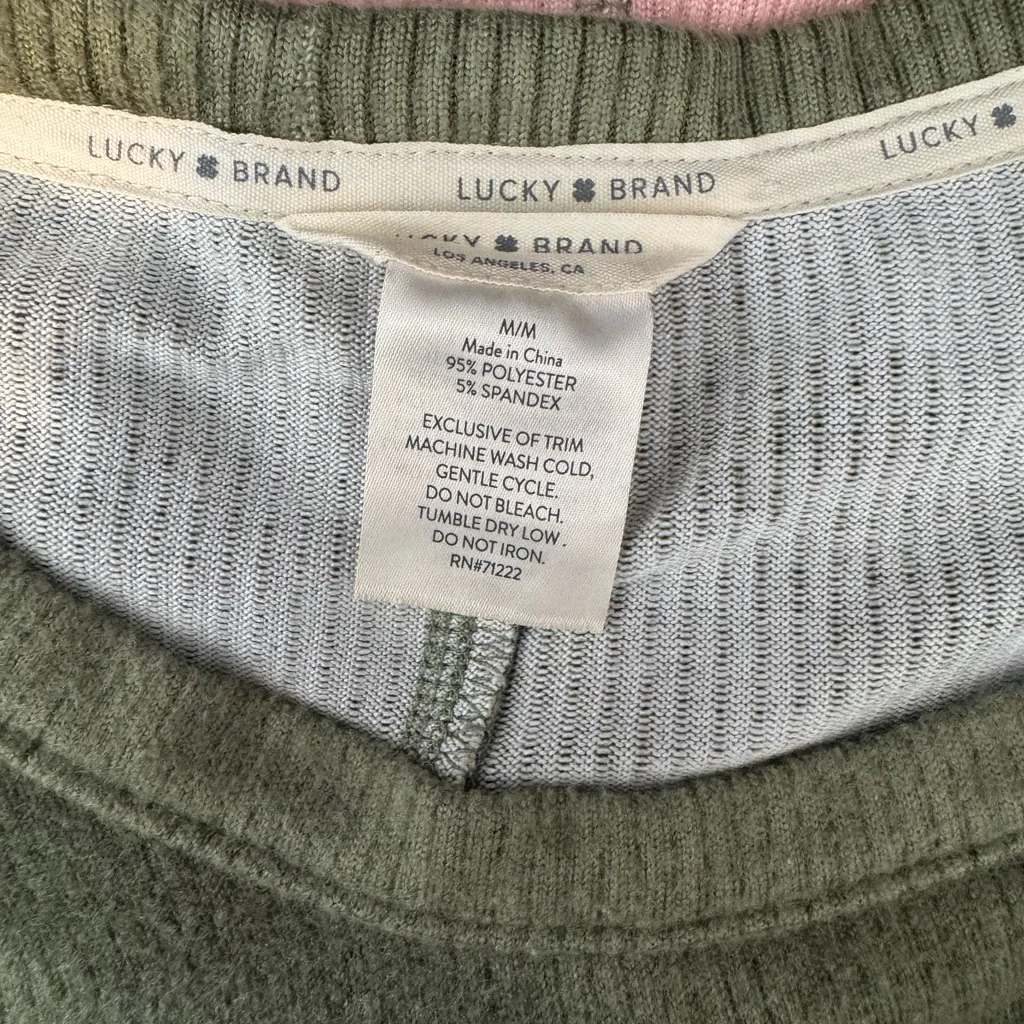 LUCKY BRAND
LUCKY BRAND
LUCKY
LUCKY BRAND
LOS ANGELES, CA
M/M
Made in China
95% POLYESTER
5% SPANDEX
EXCLUSIVE OF TRIM
MACHINE WASH COLD,
GENTLE CYCLE.
DO NOT BLEACH.
TUMBLE DRY LOW.
DO NOT IRON.
RN#71222